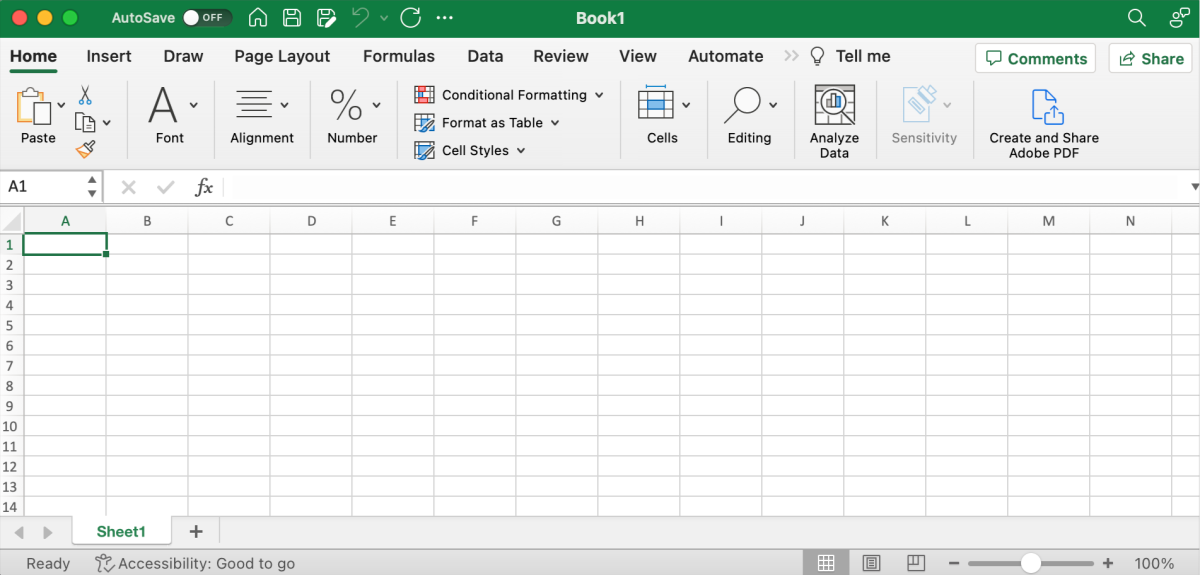 AutoSave OFF Book1
Home Insert Draw Page Layout Formulas Data Review View Automate Tell me Comments Share
Paste Font Alignment Number
Conditional Formatting
Format as Table
Cell Styles
Cells Editing Analyze Data Sensitivity Create and Share Adobe PDF
A1 fx
A B C D E F G H I J K L M N
1
2
3
4
5
6
7
8
9
10
11
12
13
14
Sheet1 +
Ready Accessibility: Good to go − + 100%